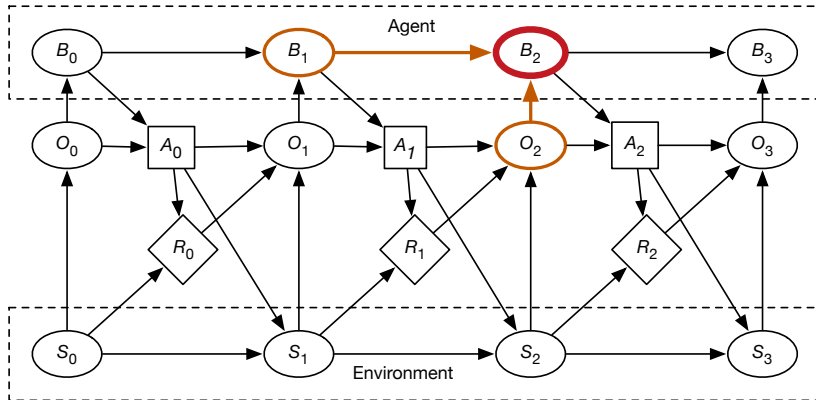 Agent
B0 B1 B2 B3
O0 A0 O1 A1 O2 A2 O3
R0 R1 R2
S0 S1 S2 S3
Environment